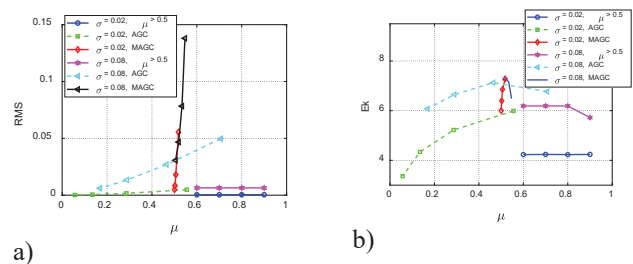 σ = 0.02, μ > 0.5
σ = 0.02, AGC
σ = 0.02, MAGC
σ = 0.08, μ > 0.5
σ = 0.08, AGC
σ = 0.08, MAGC
0.15
0.1
0.05
0
RMS
0 0.2 0.4 0.6 0.8 1
μ
a)
σ = 0.02, μ > 0.5
σ = 0.02, AGC
σ = 0.02, MAGC
σ = 0.08, μ > 0.5
σ = 0.08, AGC
σ = 0.08, MAGC
8
6
4
Ek
0 0.2 0.4 0.6 0.8 1
μ
b)